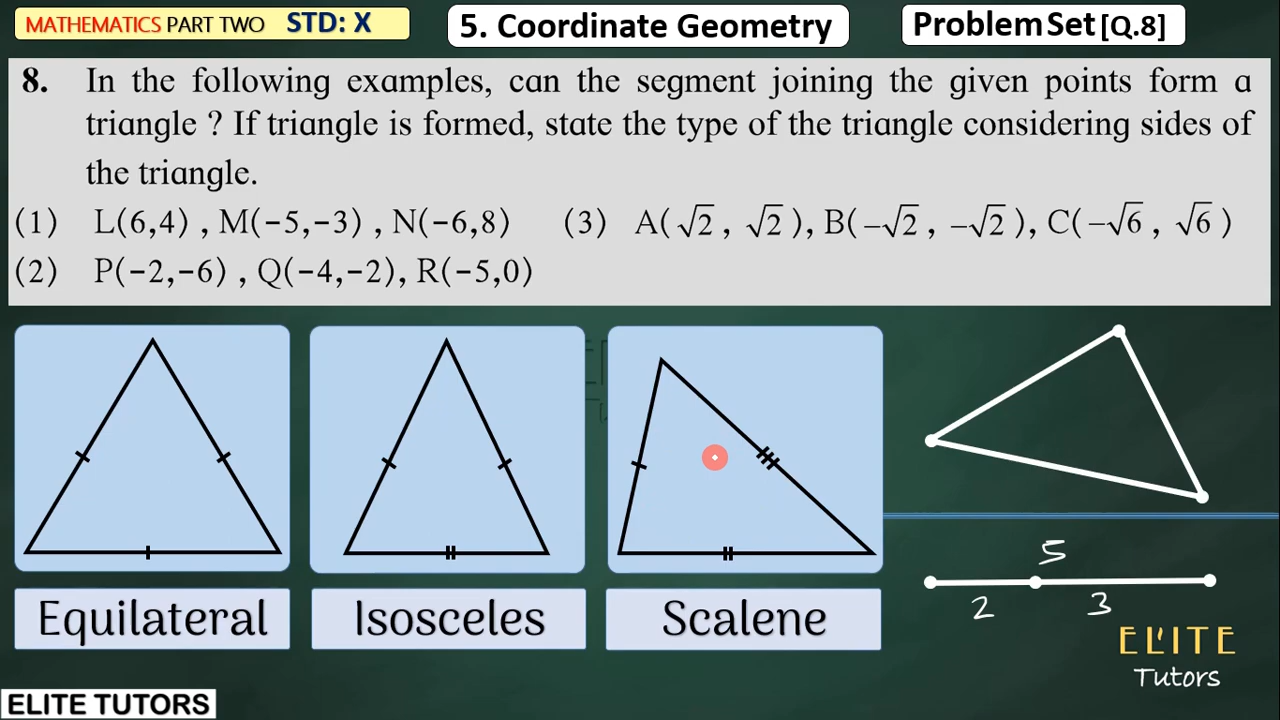 MATHEMATICS PART TWO STD: X
5. Coordinate Geometry
Problem Set [Q.8]
8. In the following examples, can the segment joining the given points form a
triangle ? If triangle is formed, state the type of the triangle considering sides of
the triangle.
(1) L(6,4) , M(-5,-3) , N(-6,8) (3) A( √2 , √2 ), B( -√2 , -√2 ), C( -√6 , √6 )
(2) P(-2,-6) , Q(-4,-2), R(-5,0)
5
2 3
Equilateral
Isosceles
Scalene
ELITE
Tutors
ELITE TUTORS